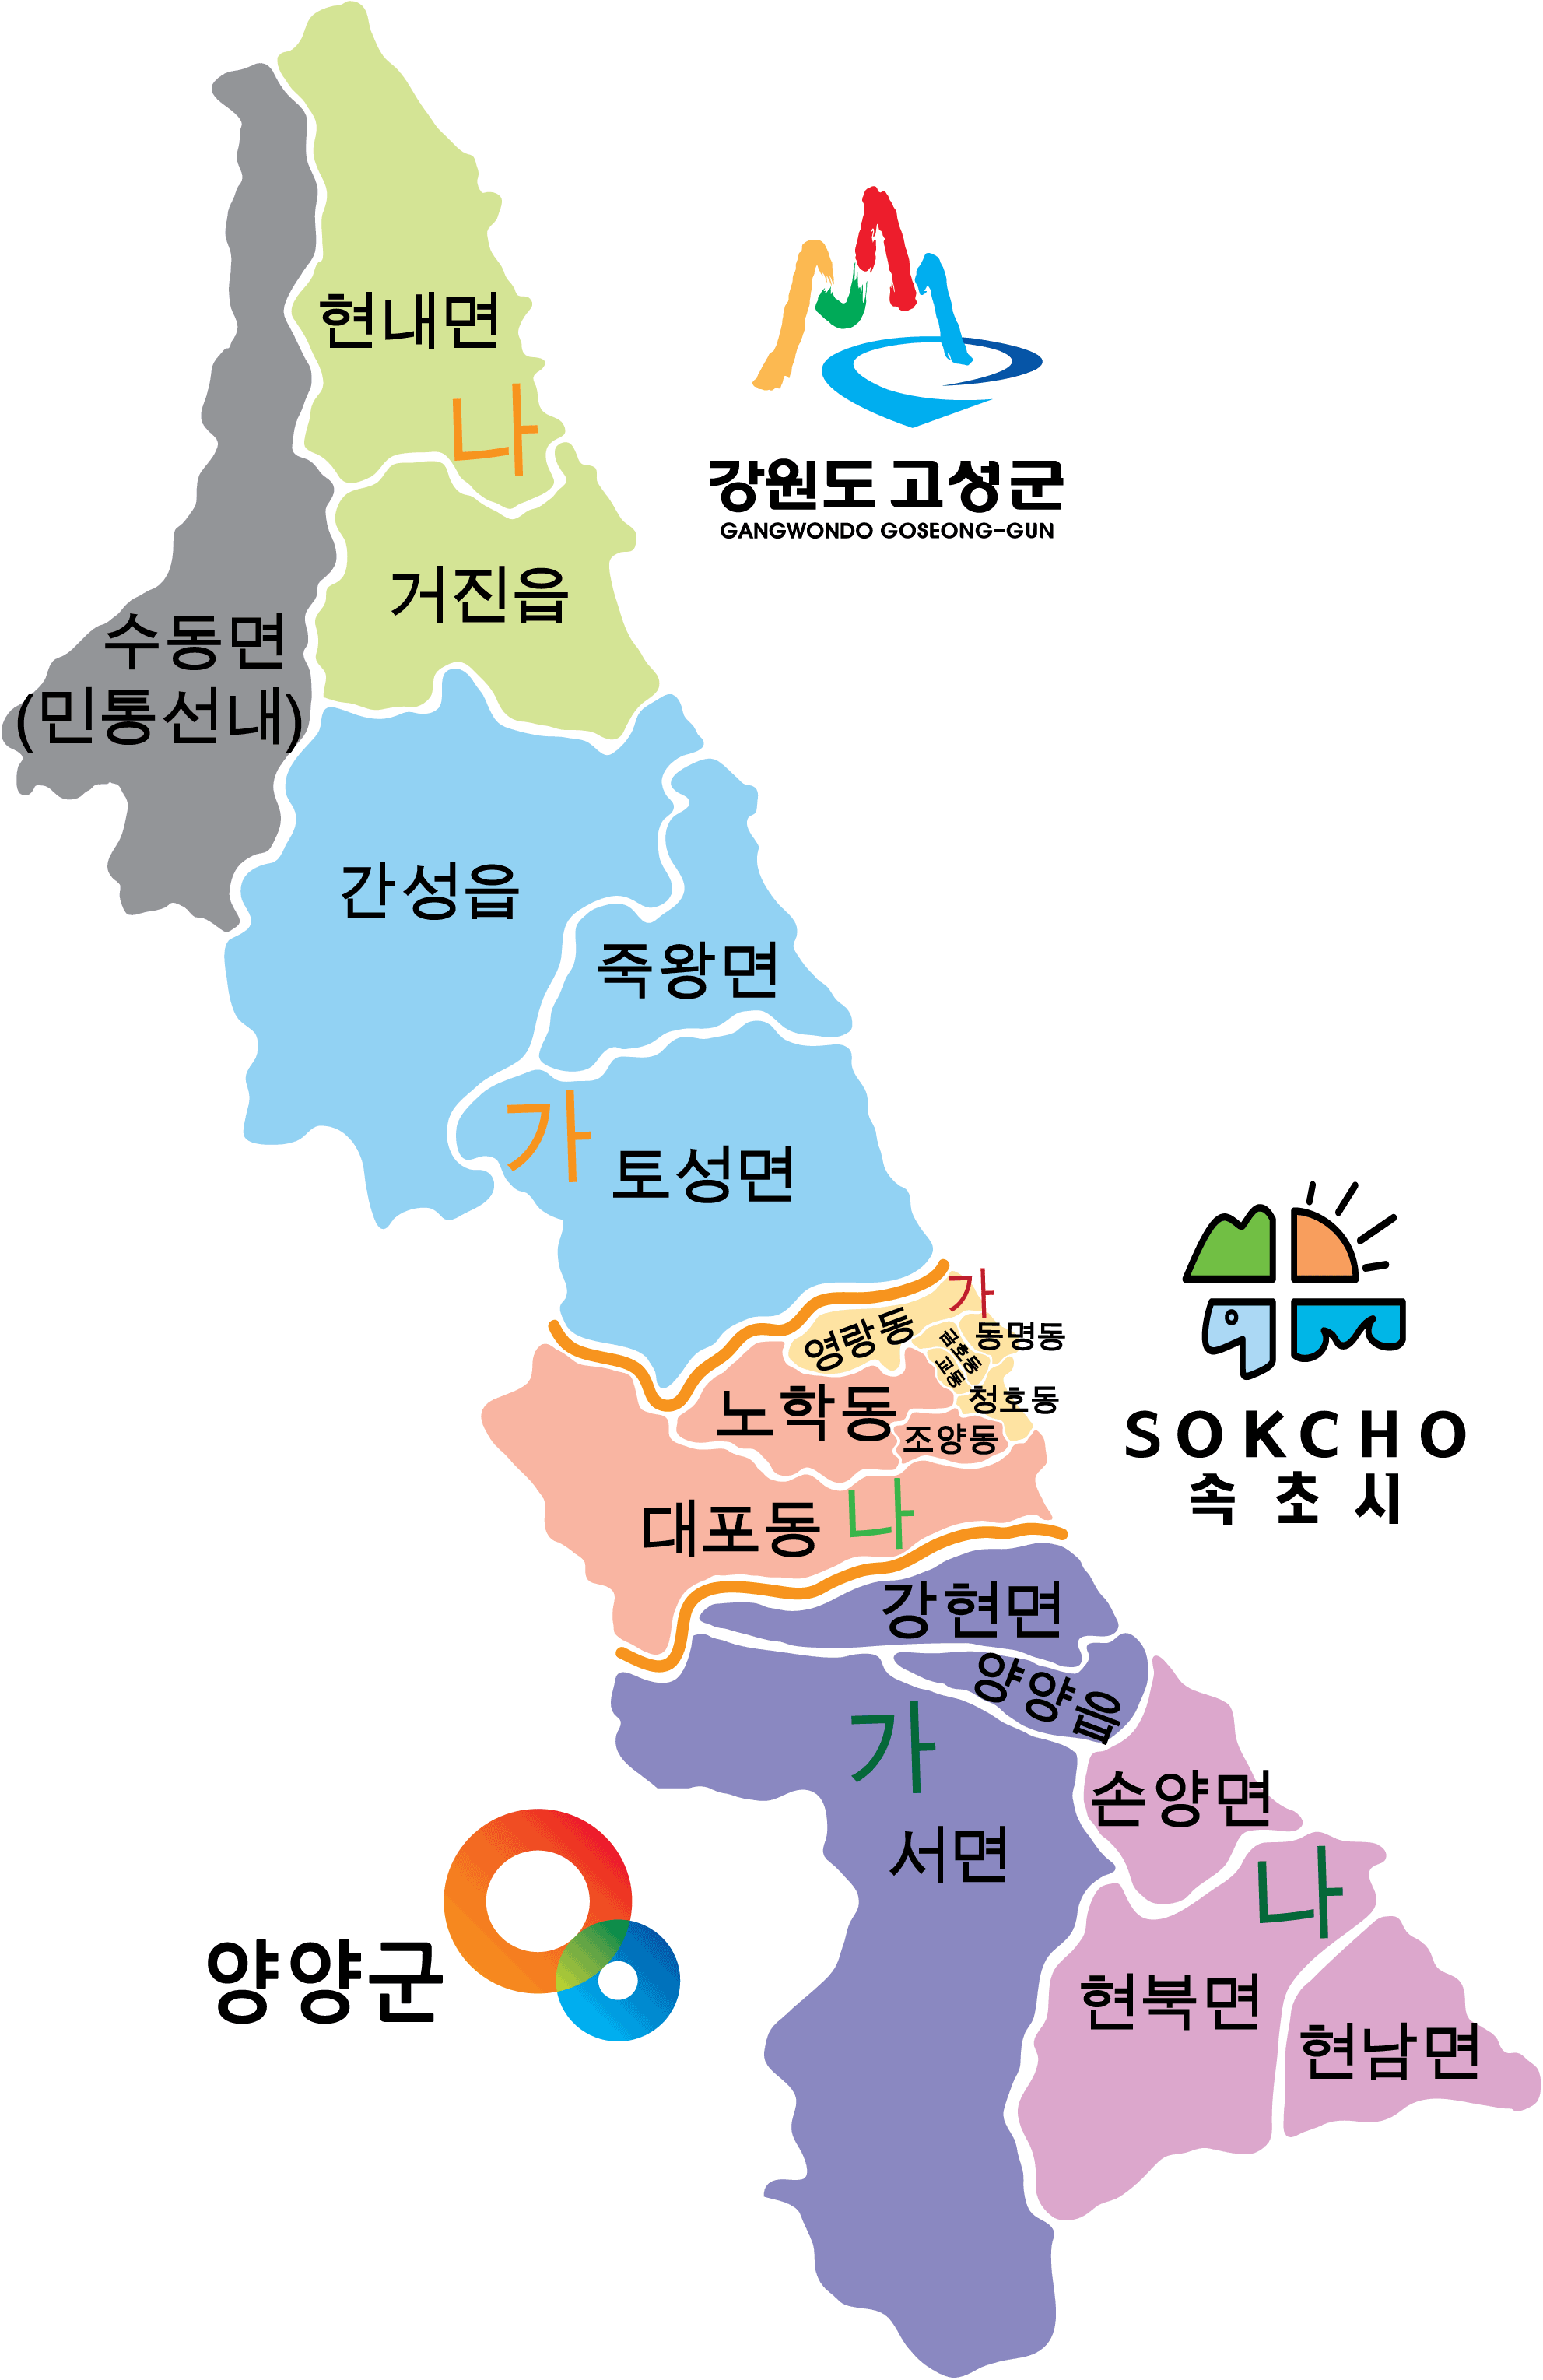 현내면
나
강원도 고성군
GANGWONDO GOSEONG-GUN
거진읍
수동면
(민통선내)
간성읍
죽왕면
가
토성면
가
영랑동
동명동
금호동
교동
청호동
노학동
조양동
SOKCHO
속초시
대포동
나
강현면
양양읍
가
손양면
서면
나
양양군
현북면
현남면